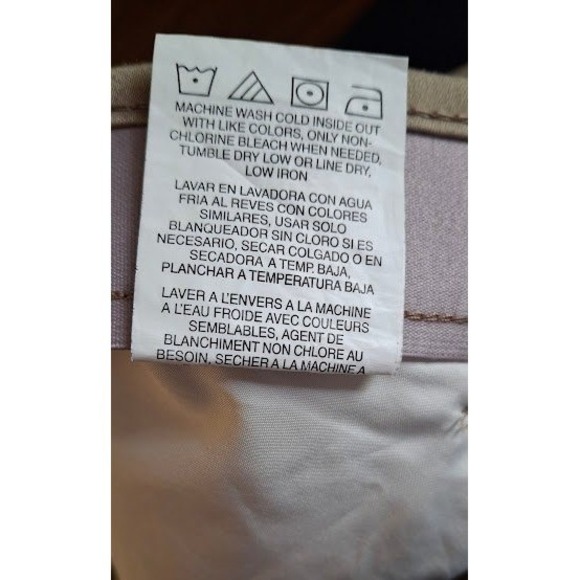 MACHINE WASH COLD INSIDE OUT
WITH LIKE COLORS, ONLY NON-
CHLORINE BLEACH WHEN NEEDED,
TUMBLE DRY LOW OR LINE DRY,
LOW IRON
LAVAR EN LAVADORA CON AGUA
FRIA AL REVES CON COLORES
SIMILARES, USAR SOLO
BLANQUEADOR SIN CLORO SI ES
NECESARIO, SECAR COLGADO O EN
SECADORA A TEMP. BAJA,
PLANCHAR A TEMPERATURA BAJA
LAVER A L'ENVERS A LA MACHINE
A L'EAU FROIDE AVEC COULEURS
SEMBLABLES, AGENT DE
BLANCHIMENT NON CHLORE AU
BESOIN, SECHER A LA MACHINE A